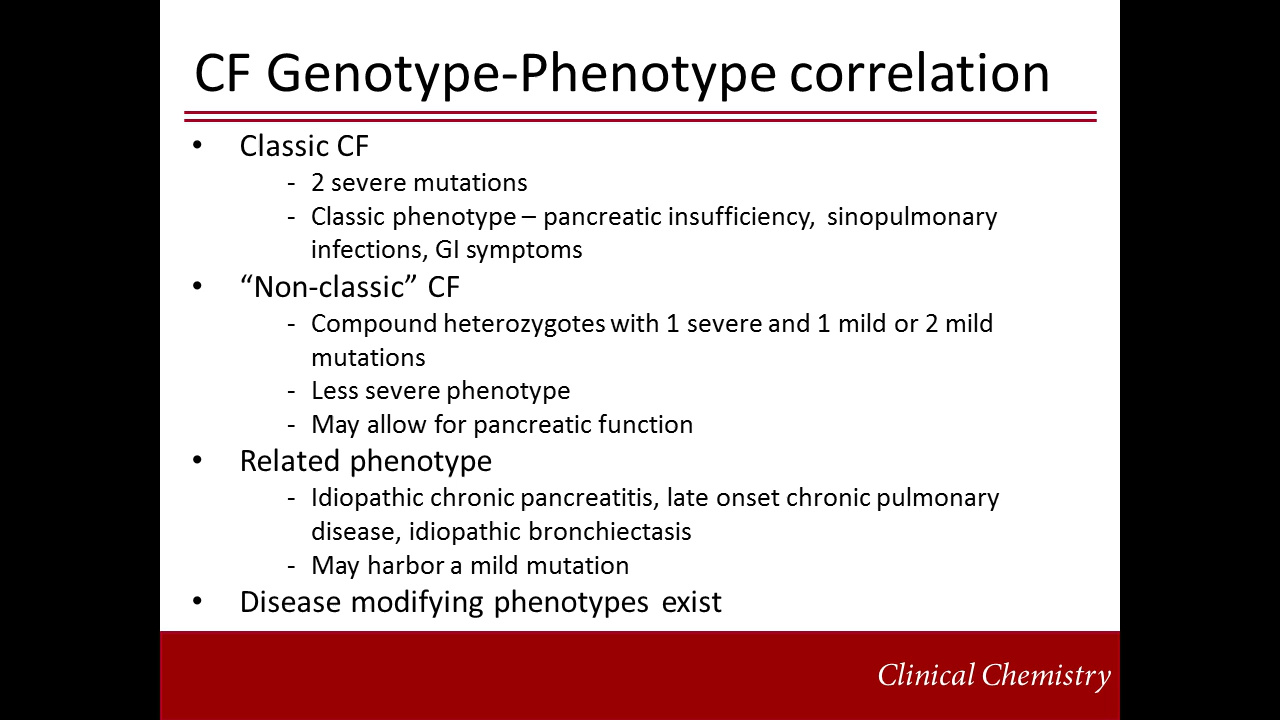 CF Genotype-Phenotype correlation
• Classic CF
- 2 severe mutations
- Classic phenotype – pancreatic insufficiency, sinopulmonary
infections, GI symptoms
• “Non-classic” CF
- Compound heterozygotes with 1 severe and 1 mild or 2 mild
mutations
- Less severe phenotype
- May allow for pancreatic function
• Related phenotype
- Idiopathic chronic pancreatitis, late onset chronic pulmonary
disease, idiopathic bronchiectasis
- May harbor a mild mutation
• Disease modifying phenotypes exist
Clinical Chemistry